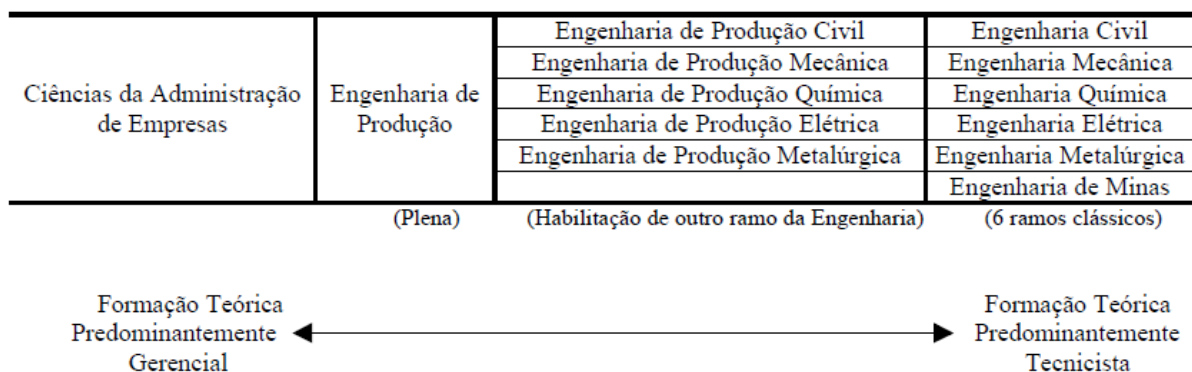 Ciências da Administração
de Empresas
Engenharia de
Produção
Engenharia de Produção Civil
Engenharia de Produção Mecânica
Engenharia de Produção Química
Engenharia de Produção Elétrica
Engenharia de Produção Metalúrgica
Engenharia Civil
Engenharia Mecânica
Engenharia Química
Engenharia Elétrica
Engenharia Metalúrgica
Engenharia de Minas
(Plena)
(Habilitação de outro ramo da Engenharia)
(6 ramos clássicos)
Formação Teórica
Predominantemente
Gerencial
Formação Teórica
Predominantemente
Tecnicista